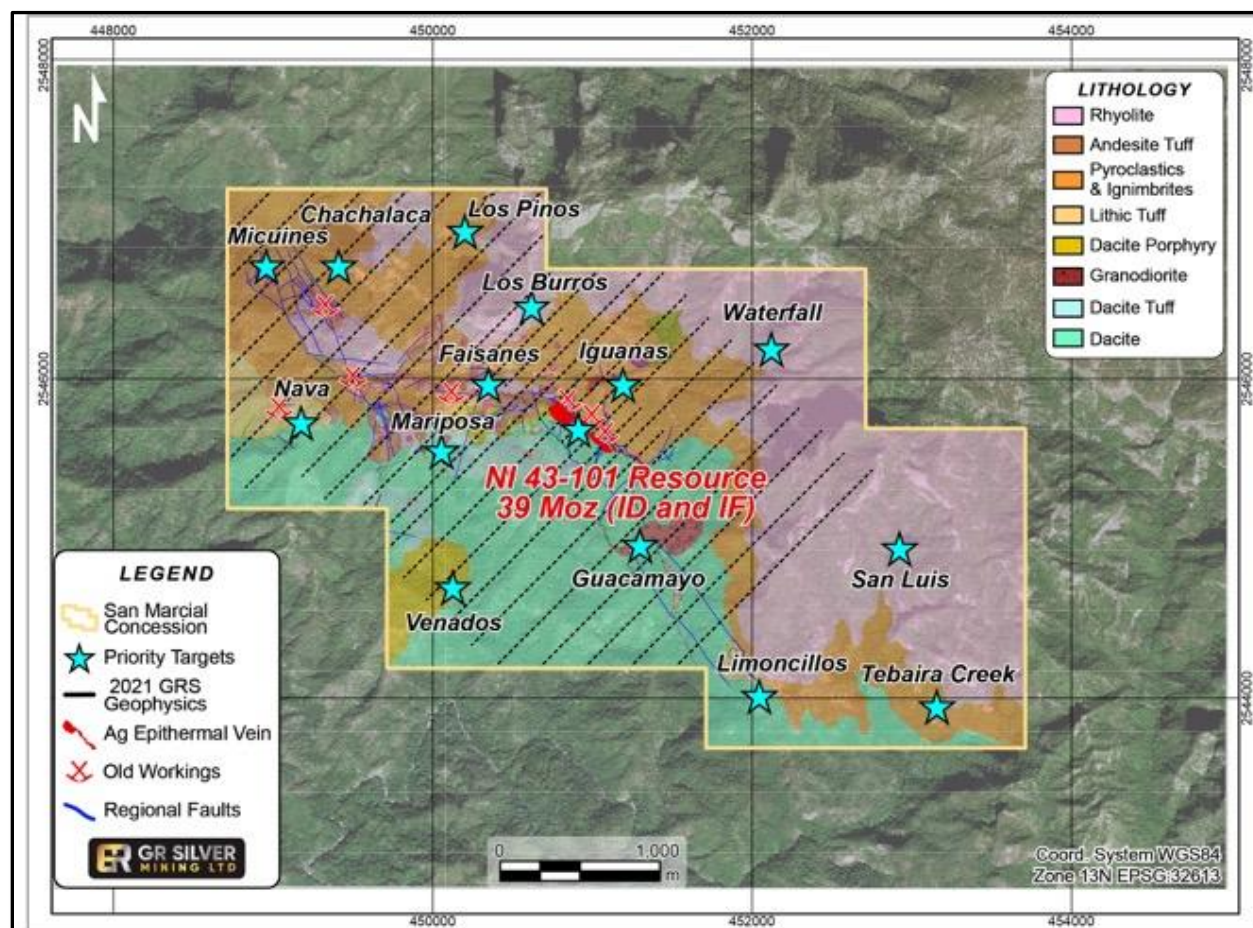 448000
450000
452000
454000
2548000
2548000
N
LITHOLOGY
Rhyolite
Andesite Tuff
Pyroclastics
& Ignimbrites
Lithic Tuff
Dacite Porphyry
Granodiorite
Dacite Tuff
Dacite
Chachalaca
Los Pinos
Micuines
Los Burros
Waterfall
Faisanes
Iguanas
2546000
2546000
Nava
Mariposa
NI 43-101 Resource
39 Moz (ID and IF)
Guacamayo
San Luis
Venados
Limoncillos
Tebaira Creek
2544000
2544000
LEGEND
San Marcial
Concession
Priority Targets
2021 GRS
Geophysics
Ag Epithermal Vein
Old Workings
Regional Faults
GR SILVER
MINING LTD
0 1,000
m
Coord. System WGS84
Zone 13N EPSG:32613
448000
450000
452000
454000